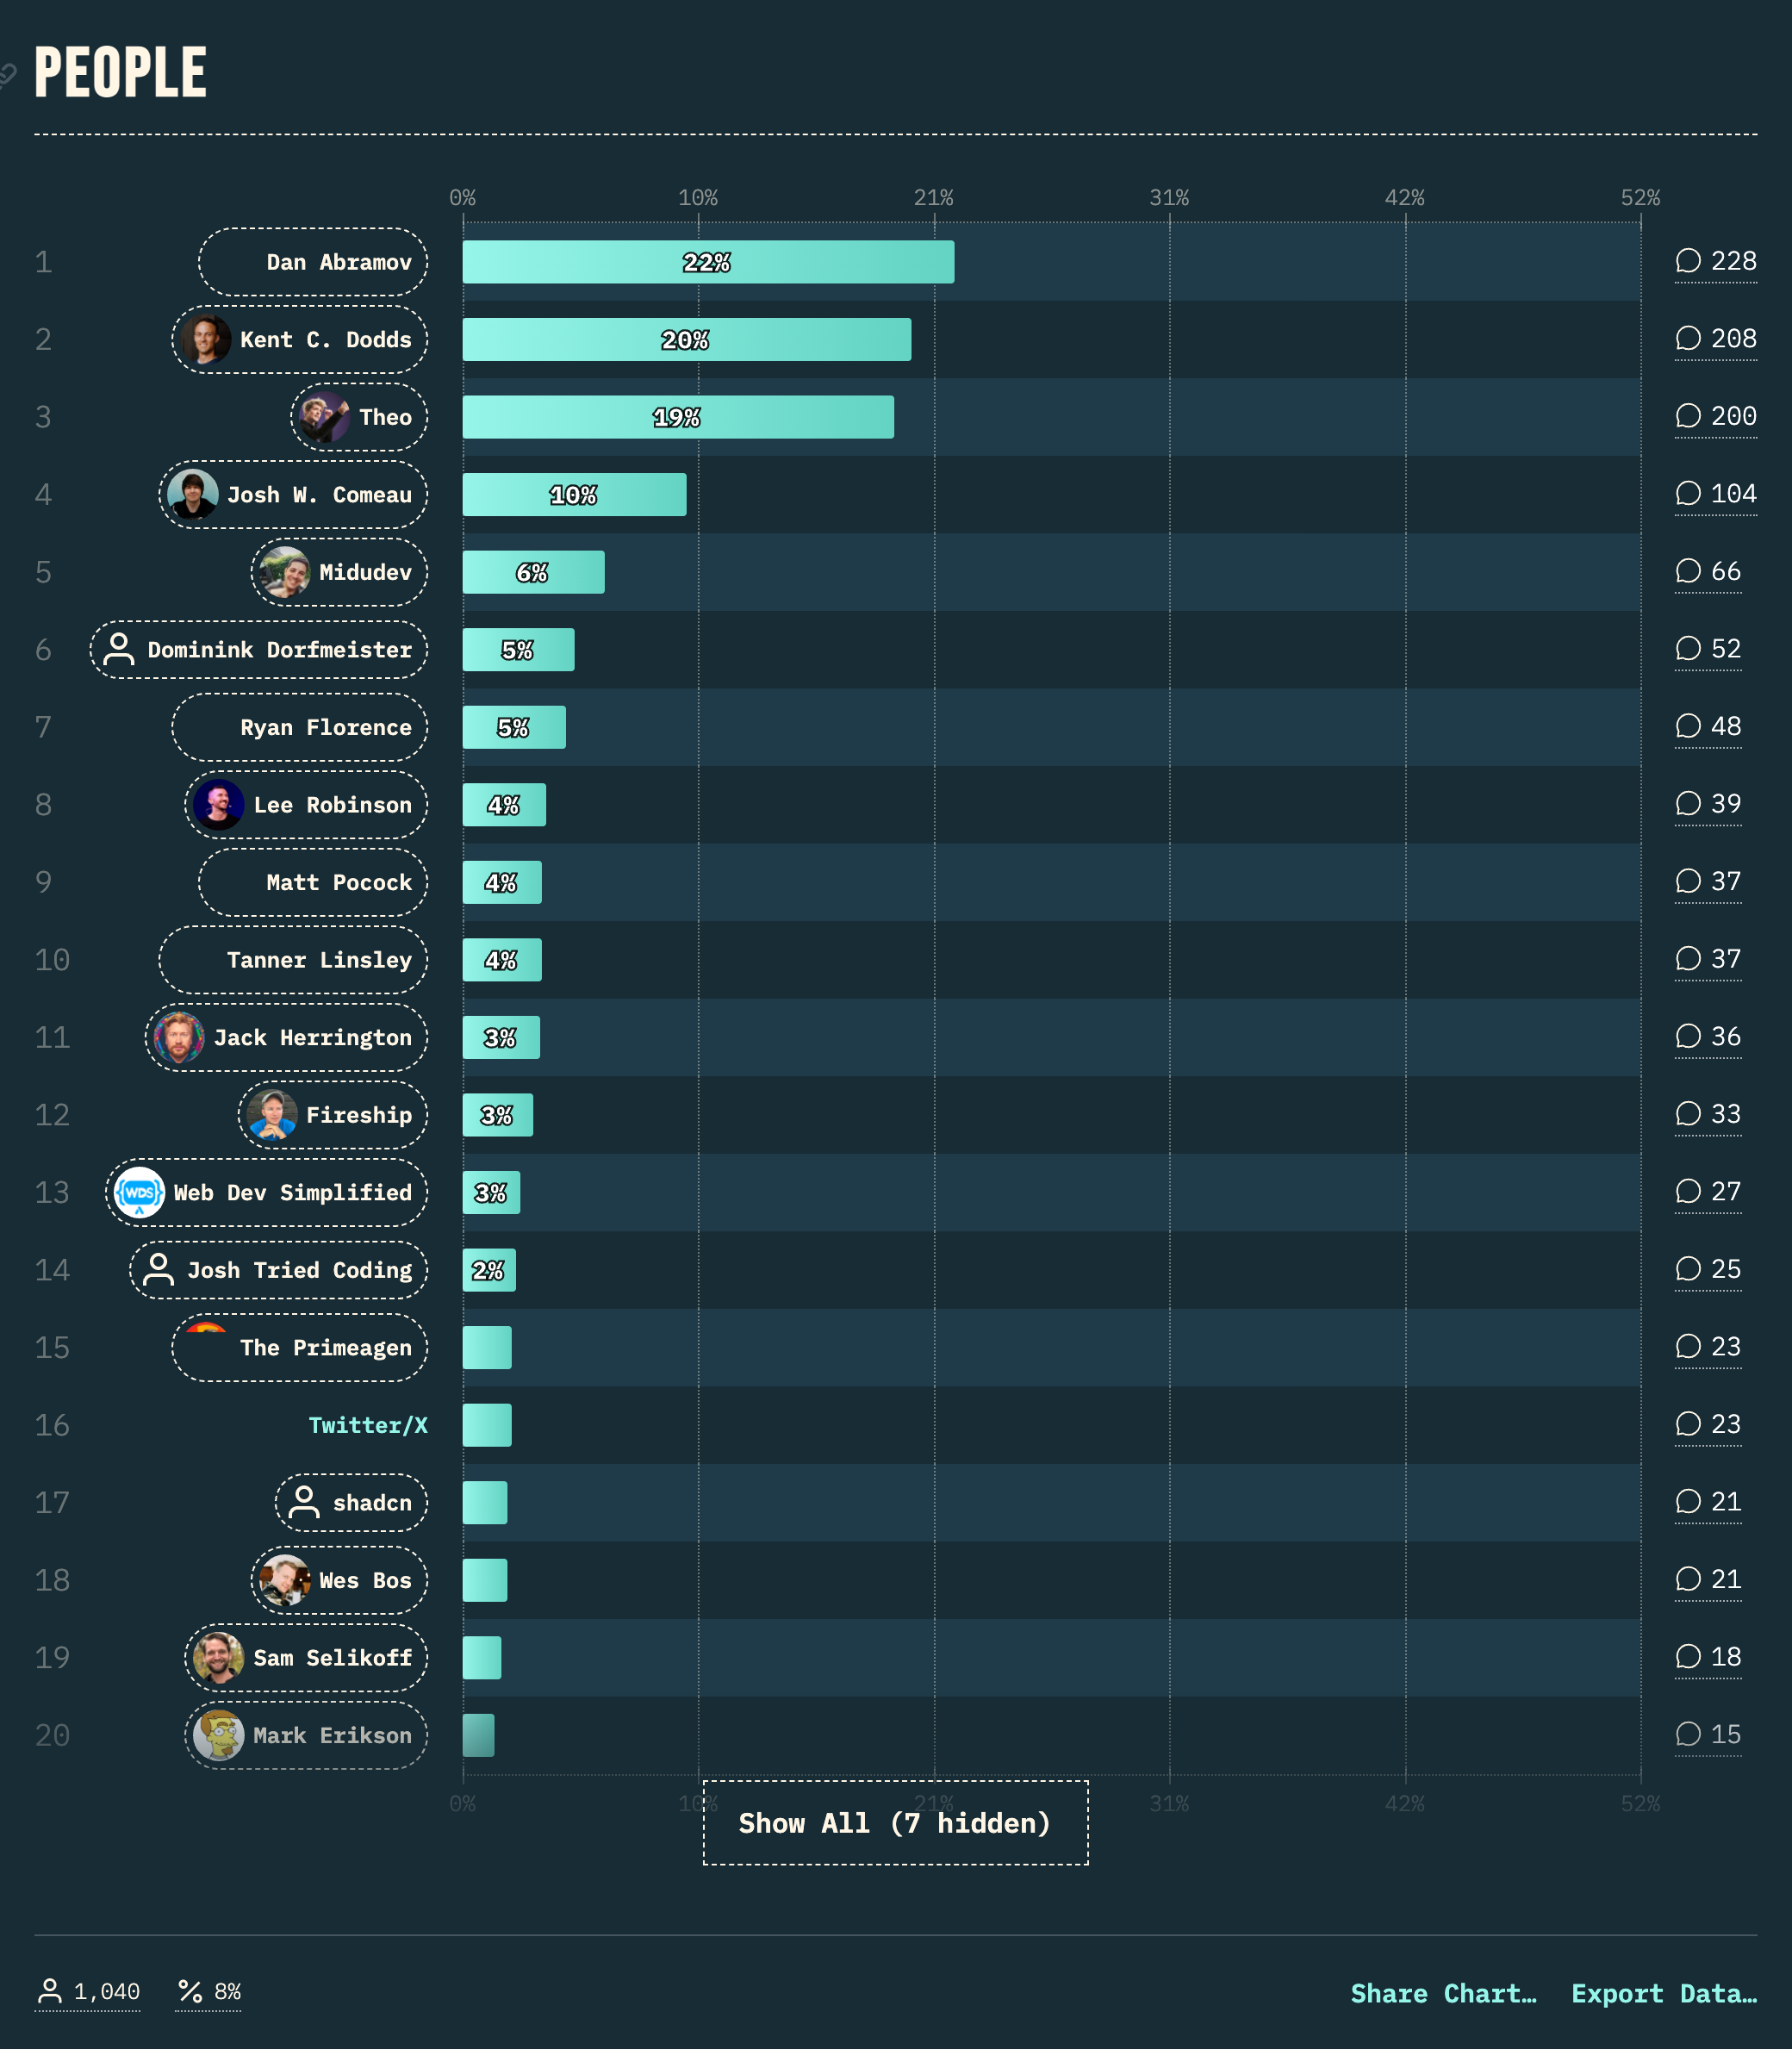 PEOPLE
0% 10% 21% 31% 42% 52%
1 Dan Abramov 22% 228
2 Kent C. Dodds 20% 208
3 Theo 19% 200
4 Josh W. Comeau 10% 104
5 Midudev 6% 66
6 Dominink Dorfmeister 5% 52
7 Ryan Florence 5% 48
8 Lee Robinson 4% 39
9 Matt Pocock 4% 37
10 Tanner Linsley 4% 37
11 Jack Herrington 3% 36
12 Fireship 3% 33
13 WDS Web Dev Simplified 3% 27
14 Josh Tried Coding 2% 25
15 The Primeagen 23
16 Twitter/X 23
17 shadcn 21
18 Wes Bos 21
19 Sam Selikoff 18
20 Mark Erikson 15
0% 10% 21% 31% 42% 52%
Show All (7 hidden)
1,040 % 8% Share Chart… Export Data…